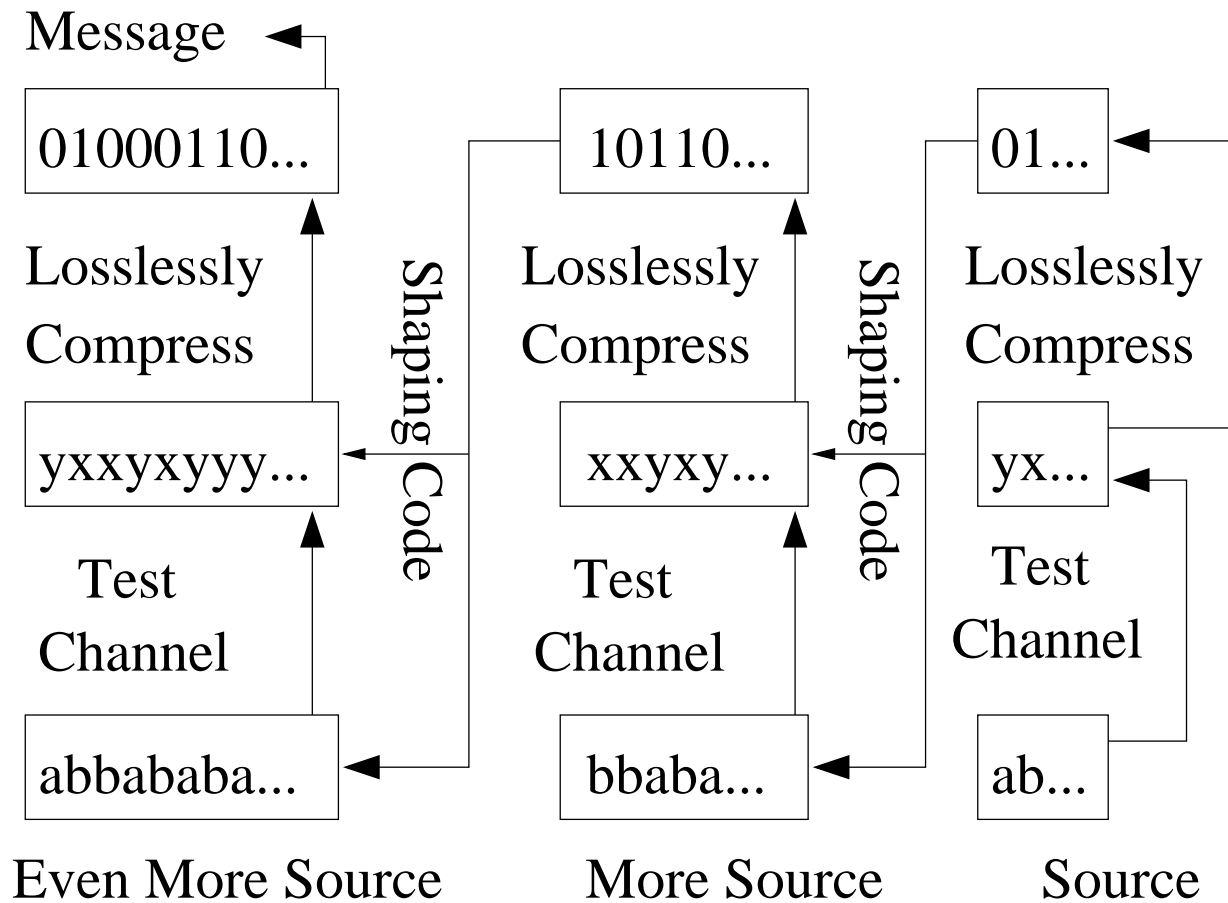 Message
01000110...
10110...
01...
Losslessly
Compress
Shaping Code
Losslessly
Compress
Shaping Code
Losslessly
Compress
yxxyxyyy...
xxyxy...
yx...
Test
Channel
Test
Channel
Test
Channel
abbababa...
bbaba...
ab...
Even More Source
More Source
Source